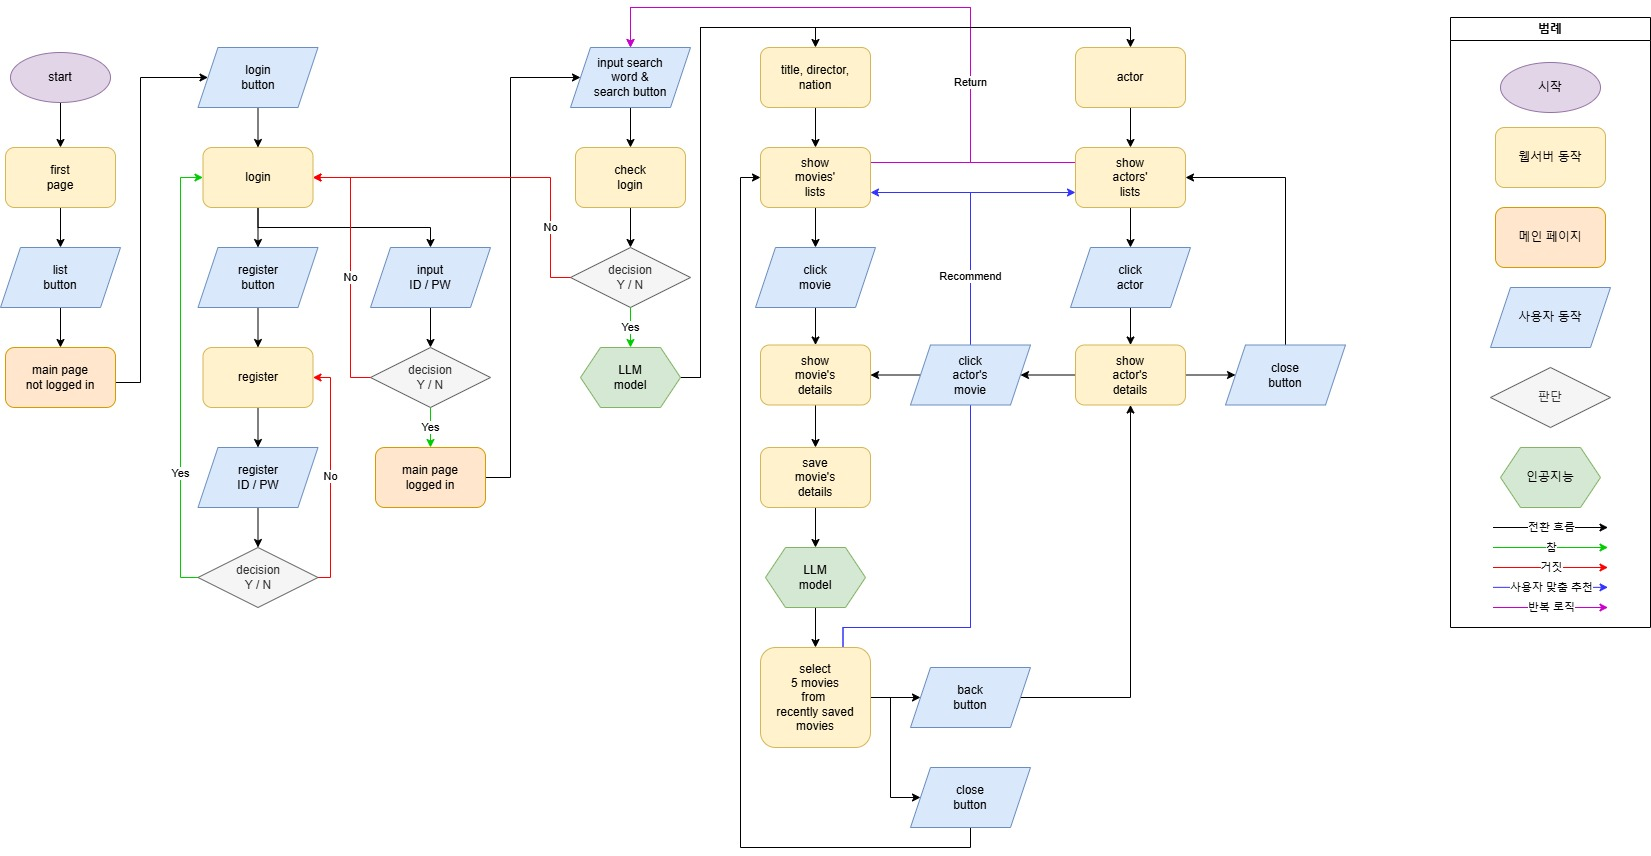 start
first
page
list
button
main page
not logged in
login
button
login
register
button
input
ID / PW
register
decision
Y / N
register
ID / PW
decision
Y / N
Yes
No
No
Yes
main page
logged in
input search
word &
search button
check
login
decision
Y / N
No
Yes
LLM
model
title, director,
nation
show
movies'
lists
click
movie
show
movie's
details
save
movie's
details
LLM
model
select
5 movies
from
recently saved
movies
Return
Recommend
click
actor's
movie
back
button
close
button
actor
show
actors'
lists
click
actor
show
actor's
details
close
button
범례
시작
웹서버 동작
메인 페이지
사용자 동작
판단
인공지능
전환 흐름
참
거짓
사용자 맞춤 추천
반복 로직